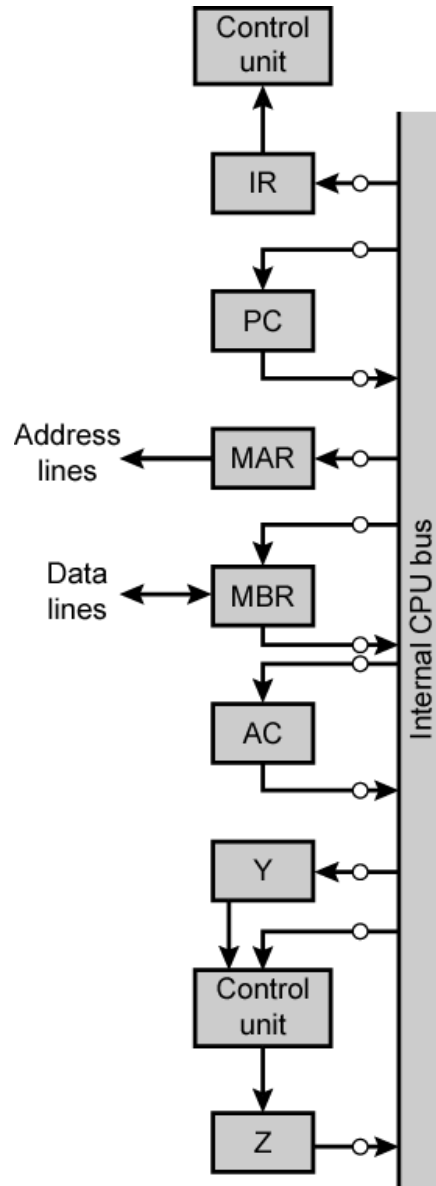 Control
unit
IR
PC
Address
lines
MAR
Data
lines
MBR
AC
Internal CPU bus
Y
Control
unit
Z